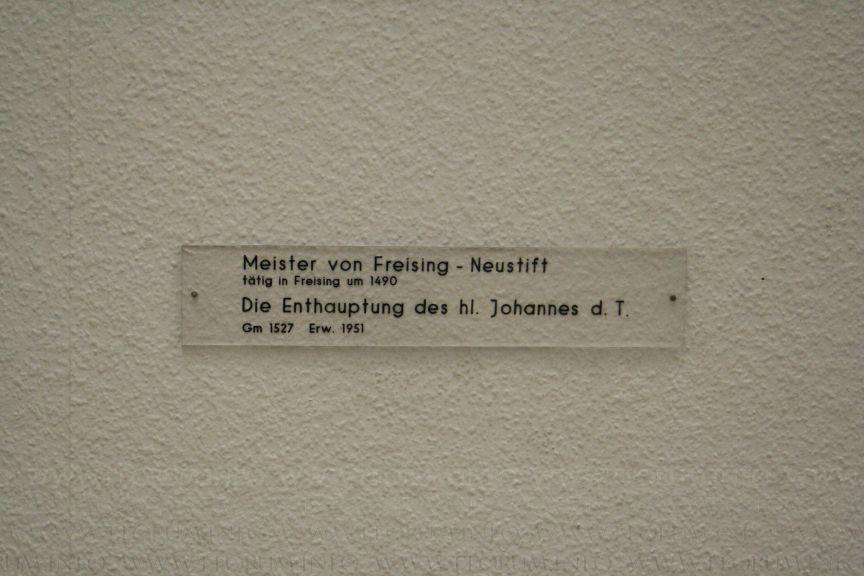 Meister von Freising - Neustift
tätig in Freising um 1490
Die Enthauptung des hl. Johannes d. T.
Gm 1527 Erw. 1951